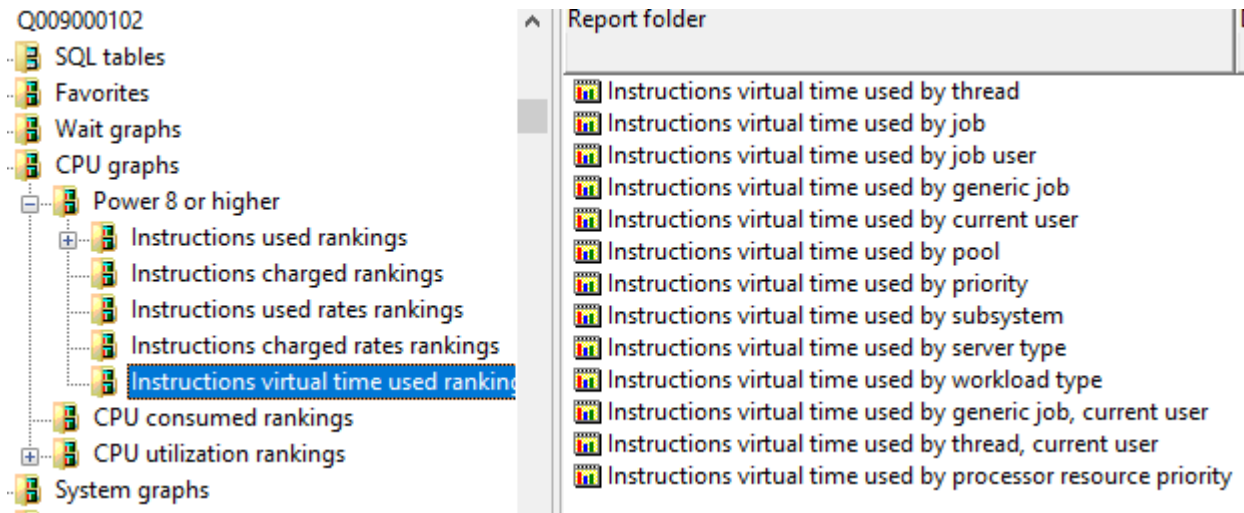 Q009000102
SQL tables
Favorites
Wait graphs
CPU graphs
Power 8 or higher
Instructions used rankings
Instructions charged rankings
Instructions used rates rankings
Instructions charged rates rankings
Instructions virtual time used ranking
CPU consumed rankings
CPU utilization rankings
System graphs
Report folder
Instructions virtual time used by thread
Instructions virtual time used by job
Instructions virtual time used by job user
Instructions virtual time used by generic job
Instructions virtual time used by current user
Instructions virtual time used by pool
Instructions virtual time used by priority
Instructions virtual time used by subsystem
Instructions virtual time used by server type
Instructions virtual time used by workload type
Instructions virtual time used by generic job, current user
Instructions virtual time used by thread, current user
Instructions virtual time used by processor resource priority